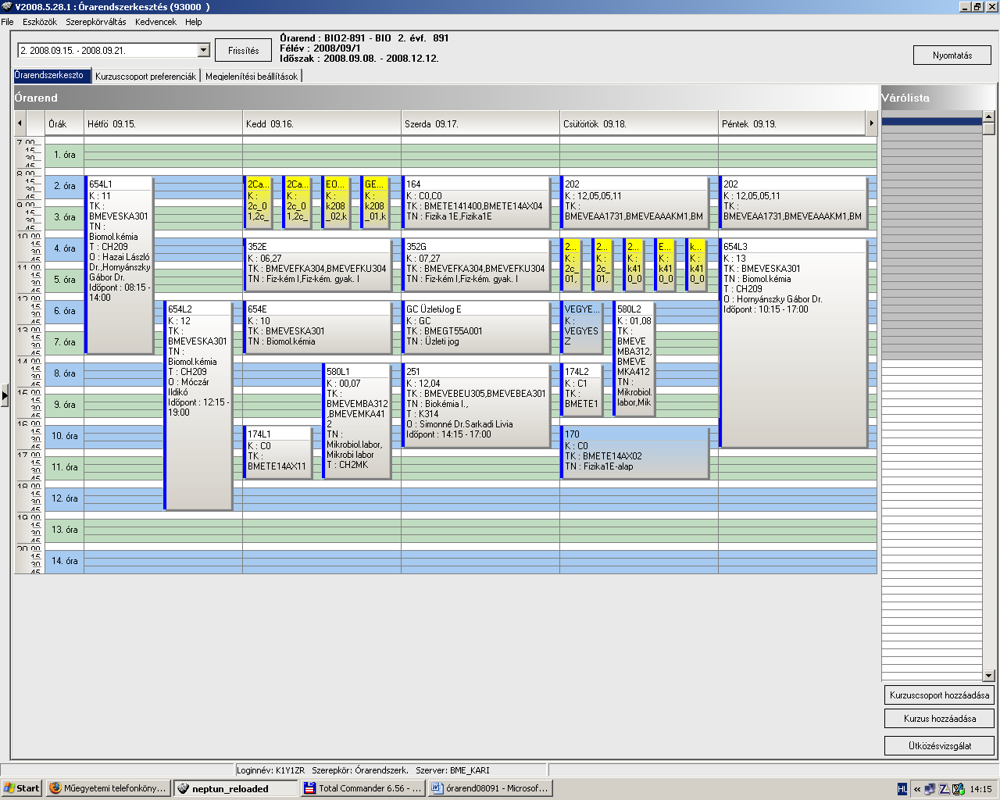 V2008.5.28.1 : Órarendszerkesztés (93000 )
File Eszközök Szerepkörváltás Kedvencek Help
2. 2008.09.15. - 2008.09.21.
Frissítés
Órarend : BIO2-891 - BIO 2. évf. 891
Félév : 2008/09/1
Időszak : 2008.09.08. - 2008.12.12.
Nyomtatás
Órarendszerkeszto Kurzuscsoport preferenciák Megjelenítési beállítások
Órarend
Várólista
Órák Hétfő 09.15. Kedd 09.16. Szerda 09.17. Csütörtök 09.18. Péntek 09.19.
1. óra
2. óra
3. óra
4. óra
5. óra
6. óra
7. óra
8. óra
9. óra
10. óra
11. óra
12. óra
13. óra
14. óra
654L1
K : 11
TK :
BMEVESKA301
TN :
Biomol.kémia
T : CH209
O : Hazai László
Dr.,Hornyánszky
Gábor Dr.
Időpont : 08:15 -
14:00
654L2
K : 12
TK :
BMEVESKA301
TN :
Biomol.kémia
T : CH209
O : Móczár
Ildikó
Időpont : 12:15 -
19:00
2Ca...
K :
2c_0
1,2c_
2Ca...
K :
2c_0
1,2c_
EO...
K :
k208
_02,k
GE...
K :
k208
_01,k
352E
K : 06,27
TK : BMEVEFKA304,BMEVEFKU304
TN : Fiz-kém I,Fiz-kém. gyak. I
654E
K : 10
TK : BMEVESKA301
TN : Biomol.kémia
580L1
K : 00,07
TK :
BMEVEMBA312
,BMEVEMKA41
2
TN :
Mikrobiol.labor,
Mikrobi labor
T : CH2MK
174L1
K : C0
TK :
BMETE14AX11
164
K : C0,C0
TK : BMETE141400,BMETE14AX04
TN : Fizika 1E,Fizika1E
352G
K : 07,27
TK : BMEVEFKA304,BMEVEFKU304
TN : Fiz-kém I,Fiz-kém. gyak. I
GC ÜzletiJog E
K : GC
TK : BMEGT55A001
TN : Üzleti jog
251
K : 12,04
TK : BMEVEBEU305,BMEVEBEA301
TN : Biokémia I.,
T : K314
O : Simonné Dr.Sarkadi Livia
Időpont : 14:15 - 17:00
202
K : 12,05,05,11
TK :
BMEVEAA1731,BMEVEAAAKM1,BM
2...
K :
2c_
01,
2...
K :
2c_
01,
2...
K :
2c_
01,
E...
K :
k41
0_0
k...
K :
k41
0_0
VEGYE...
K :
VEGYES
Z
580L2
K : 01,08
TK :
BMEVE
MBA312,
BMEVE
MKA412
TN :
Mikrobiol.
labor,Mik
174L2
K : C1
TK :
BMETE1
170
K : C0
TK : BMETE14AX02
TN : Fizika1E-alap
202
K : 12,05,05,11
TK :
BMEVEAA1731,BMEVEAAAKM1,BM
654L3
K : 13
TK : BMEVESKA301
TN : Biomol.kémia
T : CH209
O : Hornyánszky Gábor Dr.
Időpont : 10:15 - 17:00
Kurzuscsoport hozzáadása
Kurzus hozzáadása
Ütközésvizsgálat
Loginnév: K1Y1ZR Szerepkör: Órarendszerk. Szerver: BME_KARI
Start Műegyetemi telefonköny... neptun_reloaded Total Commander 6.56 - ... órarend08091 - Microsof... HU « 14:15